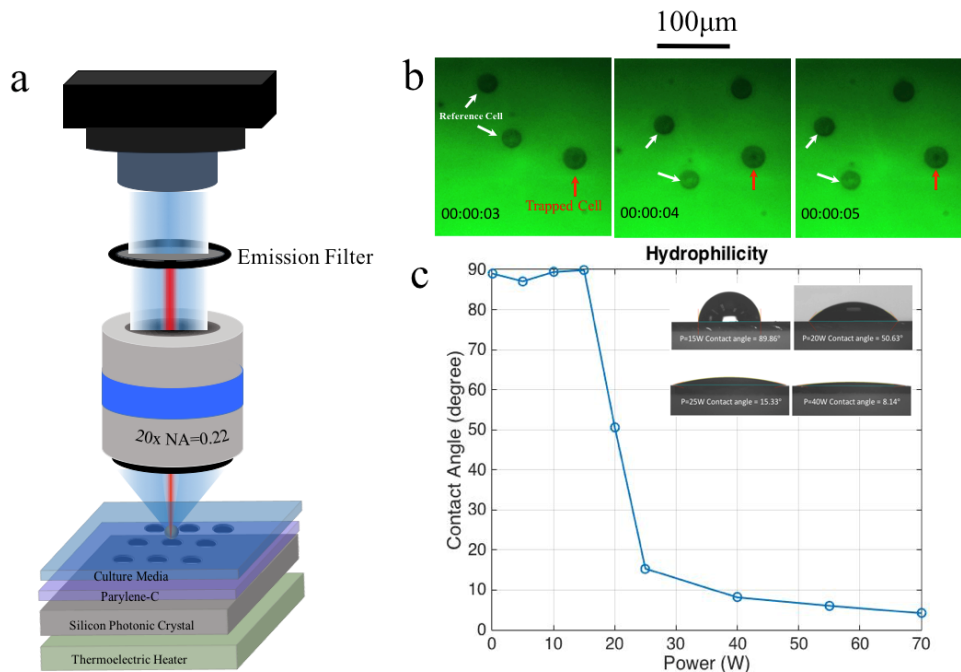 a
Emission Filter
20x NA=0.22
Culture Media
Parylene-C
Silicon Photonic Crystal
Thermoelectric Heater
100μm
b
Reference Cell
Trapped Cell
00:00:03
00:00:04
00:00:05
c
Hydrophilicity
Contact Angle (degree)
90
80
70
60
50
40
30
20
10
0
P=15W Contact angle = 89.86°
P=20W Contact angle = 50.63°
P=25W Contact angle = 15.33°
P=40W Contact angle = 8.14°
0
10
20
30
40
50
60
70
Power (W)